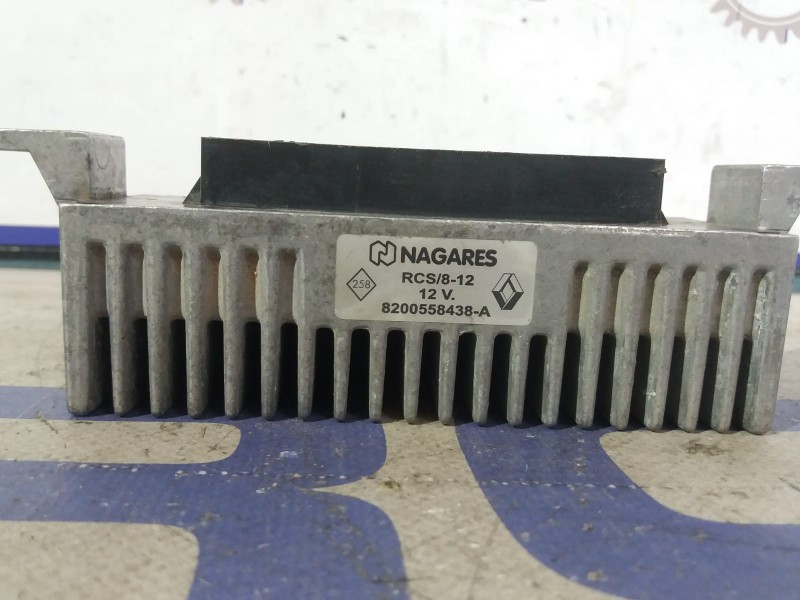 NAGARES
RCS/8-12
258
12 V.
8200558438-A